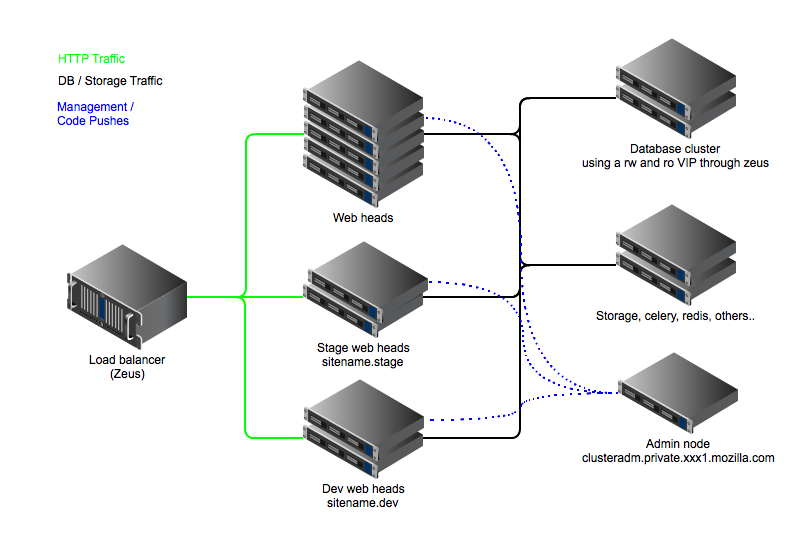 HTTP Traffic
DB / Storage Traffic
Management /
Code Pushes
Web heads
Database cluster
using a rw and ro VIP through zeus
Load balancer
(Zeus)
Stage web heads
sitename.stage
Storage, celery, redis, others..
Dev web heads
sitename.dev
Admin node
clusteradm.private.xxx1.mozilla.com